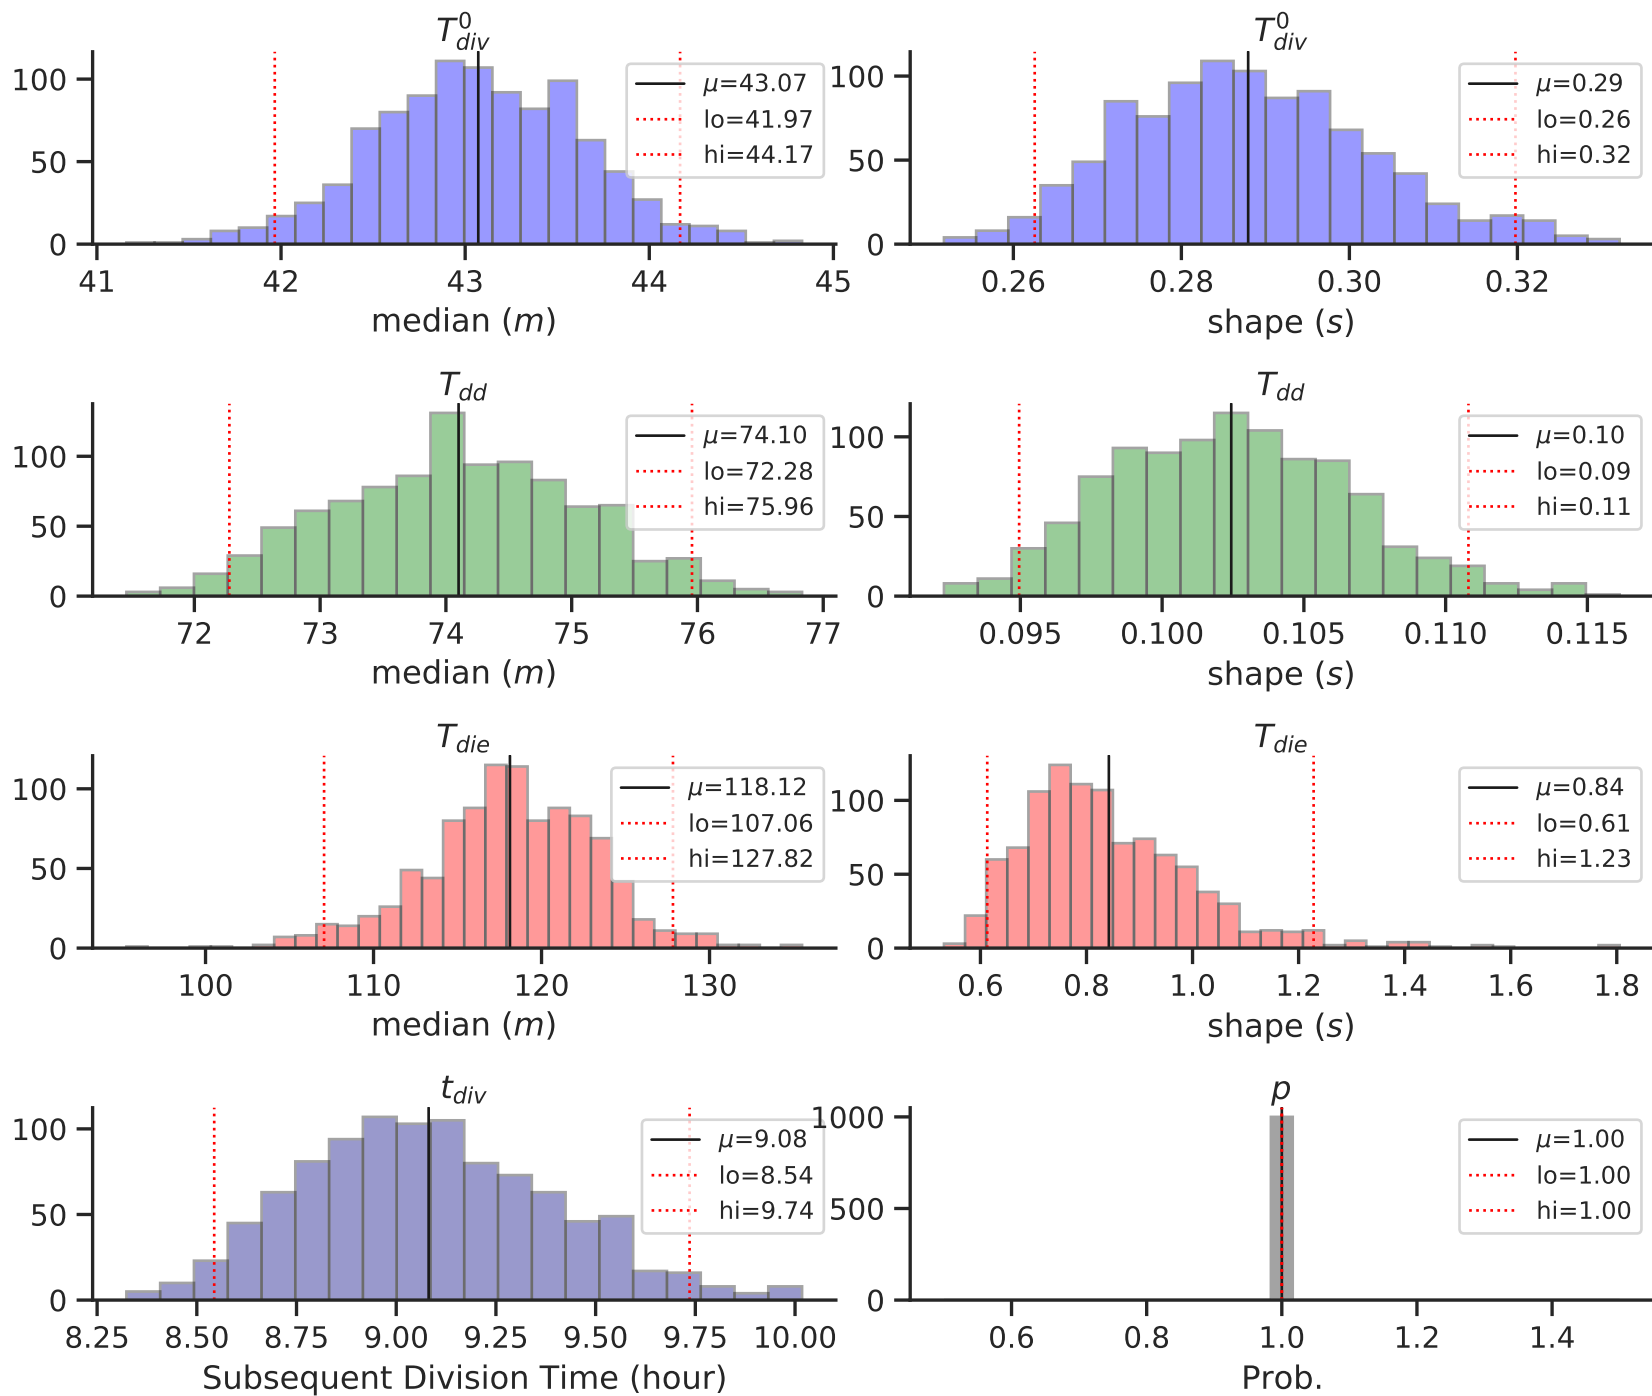 T⁰div
100
50
0
μ=43.07
lo=41.97
hi=44.17
41 42 43 44 45
median (m)
T⁰div
100
50
0
μ=0.29
lo=0.26
hi=0.32
0.26 0.28 0.30 0.32
shape (s)
Tdd
100
50
0
μ=74.10
lo=72.28
hi=75.96
72 73 74 75 76 77
median (m)
Tdd
100
50
0
μ=0.10
lo=0.09
hi=0.11
0.095 0.100 0.105 0.110 0.115
shape (s)
Tdie
100
50
0
μ=118.12
lo=107.06
hi=127.82
100 110 120 130
median (m)
Tdie
100
50
0
μ=0.84
lo=0.61
hi=1.23
0.6 0.8 1.0 1.2 1.4 1.6 1.8
shape (s)
tdiv
100
50
0
μ=9.08
lo=8.54
hi=9.74
8.25 8.50 8.75 9.00 9.25 9.50 9.75 10.00
Subsequent Division Time (hour)
p
1000
500
0
μ=1.00
lo=1.00
hi=1.00
0.6 0.8 1.0 1.2 1.4
Prob.